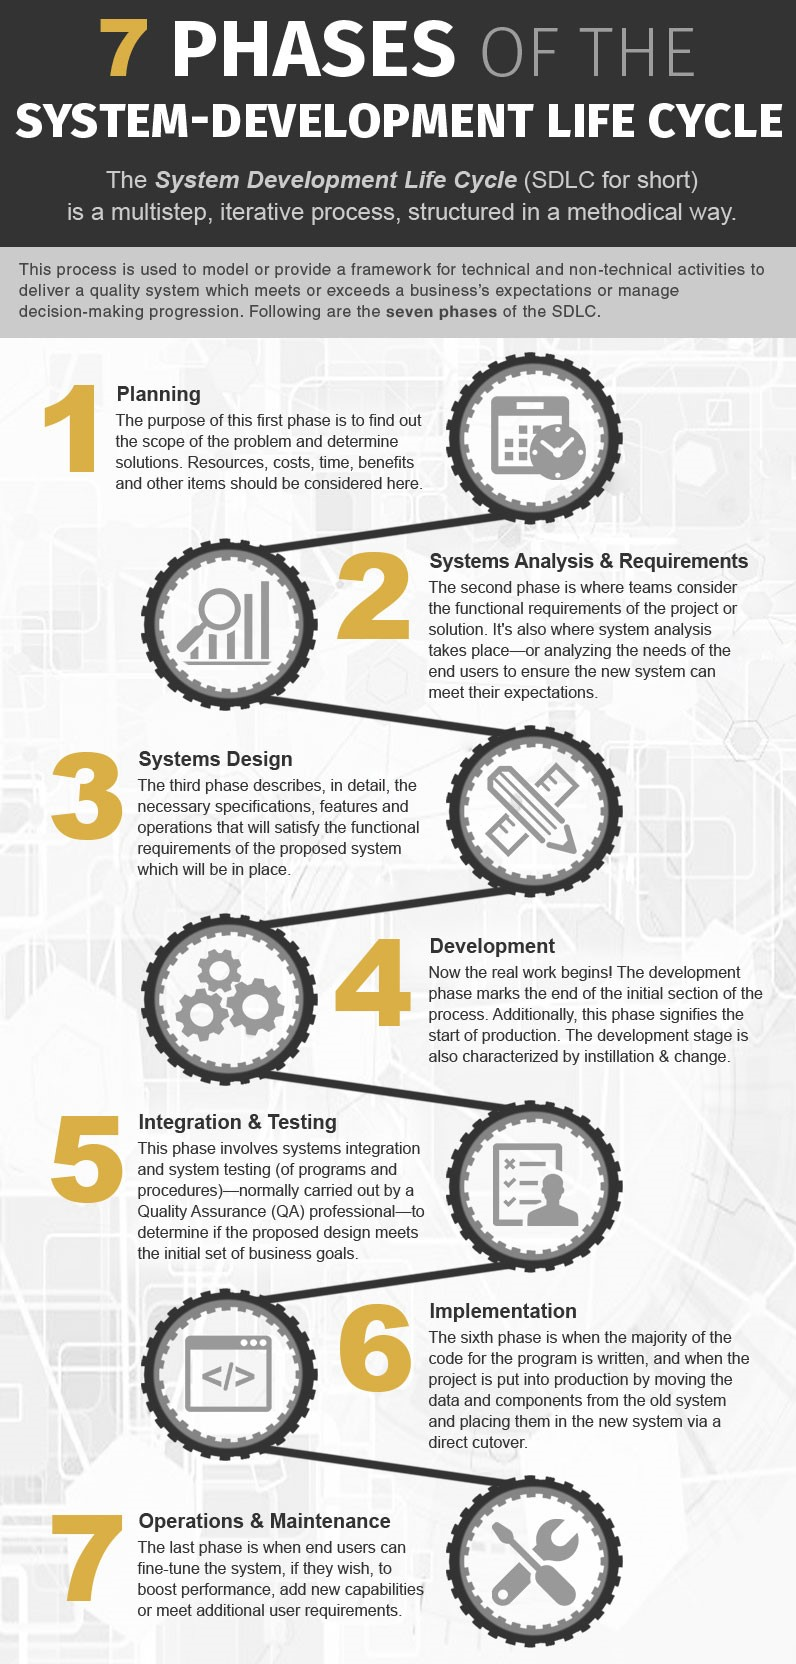 7 PHASES OF THE
SYSTEM-DEVELOPMENT LIFE CYCLE
The System Development Life Cycle (SDLC for short)
is a multistep, iterative process, structured in a methodical way.
This process is used to model or provide a framework for technical and non-technical activities to
deliver a quality system which meets or exceeds a business's expectations or manage
decision-making progression. Following are the seven phases of the SDLC.
1
Planning
The purpose of this first phase is to find out
the scope of the problem and determine
solutions. Resources, costs, time, benefits
and other items should be considered here.
2
Systems Analysis & Requirements
The second phase is where teams consider
the functional requirements of the project or
solution. It's also where system analysis
takes place—or analyzing the needs of the
end users to ensure the new system can
meet their expectations.
3
Systems Design
The third phase describes, in detail, the
necessary specifications, features and
operations that will satisfy the functional
requirements of the proposed system
which will be in place.
4
Development
Now the real work begins! The development
phase marks the end of the initial section of the
process. Additionally, this phase signifies the
start of production. The development stage is
also characterized by instillation & change.
5
Integration & Testing
This phase involves systems integration
and system testing (of programs and
procedures)—normally carried out by a
Quality Assurance (QA) professional—to
determine if the proposed design meets
the initial set of business goals.
6
Implementation
The sixth phase is when the majority of the
code for the program is written, and when the
project is put into production by moving the
data and components from the old system
and placing them in the new system via a
direct cutover.
</>
7
Operations & Maintenance
The last phase is when end users can
fine-tune the system, if they wish, to
boost performance, add new capabilities
or meet additional user requirements.